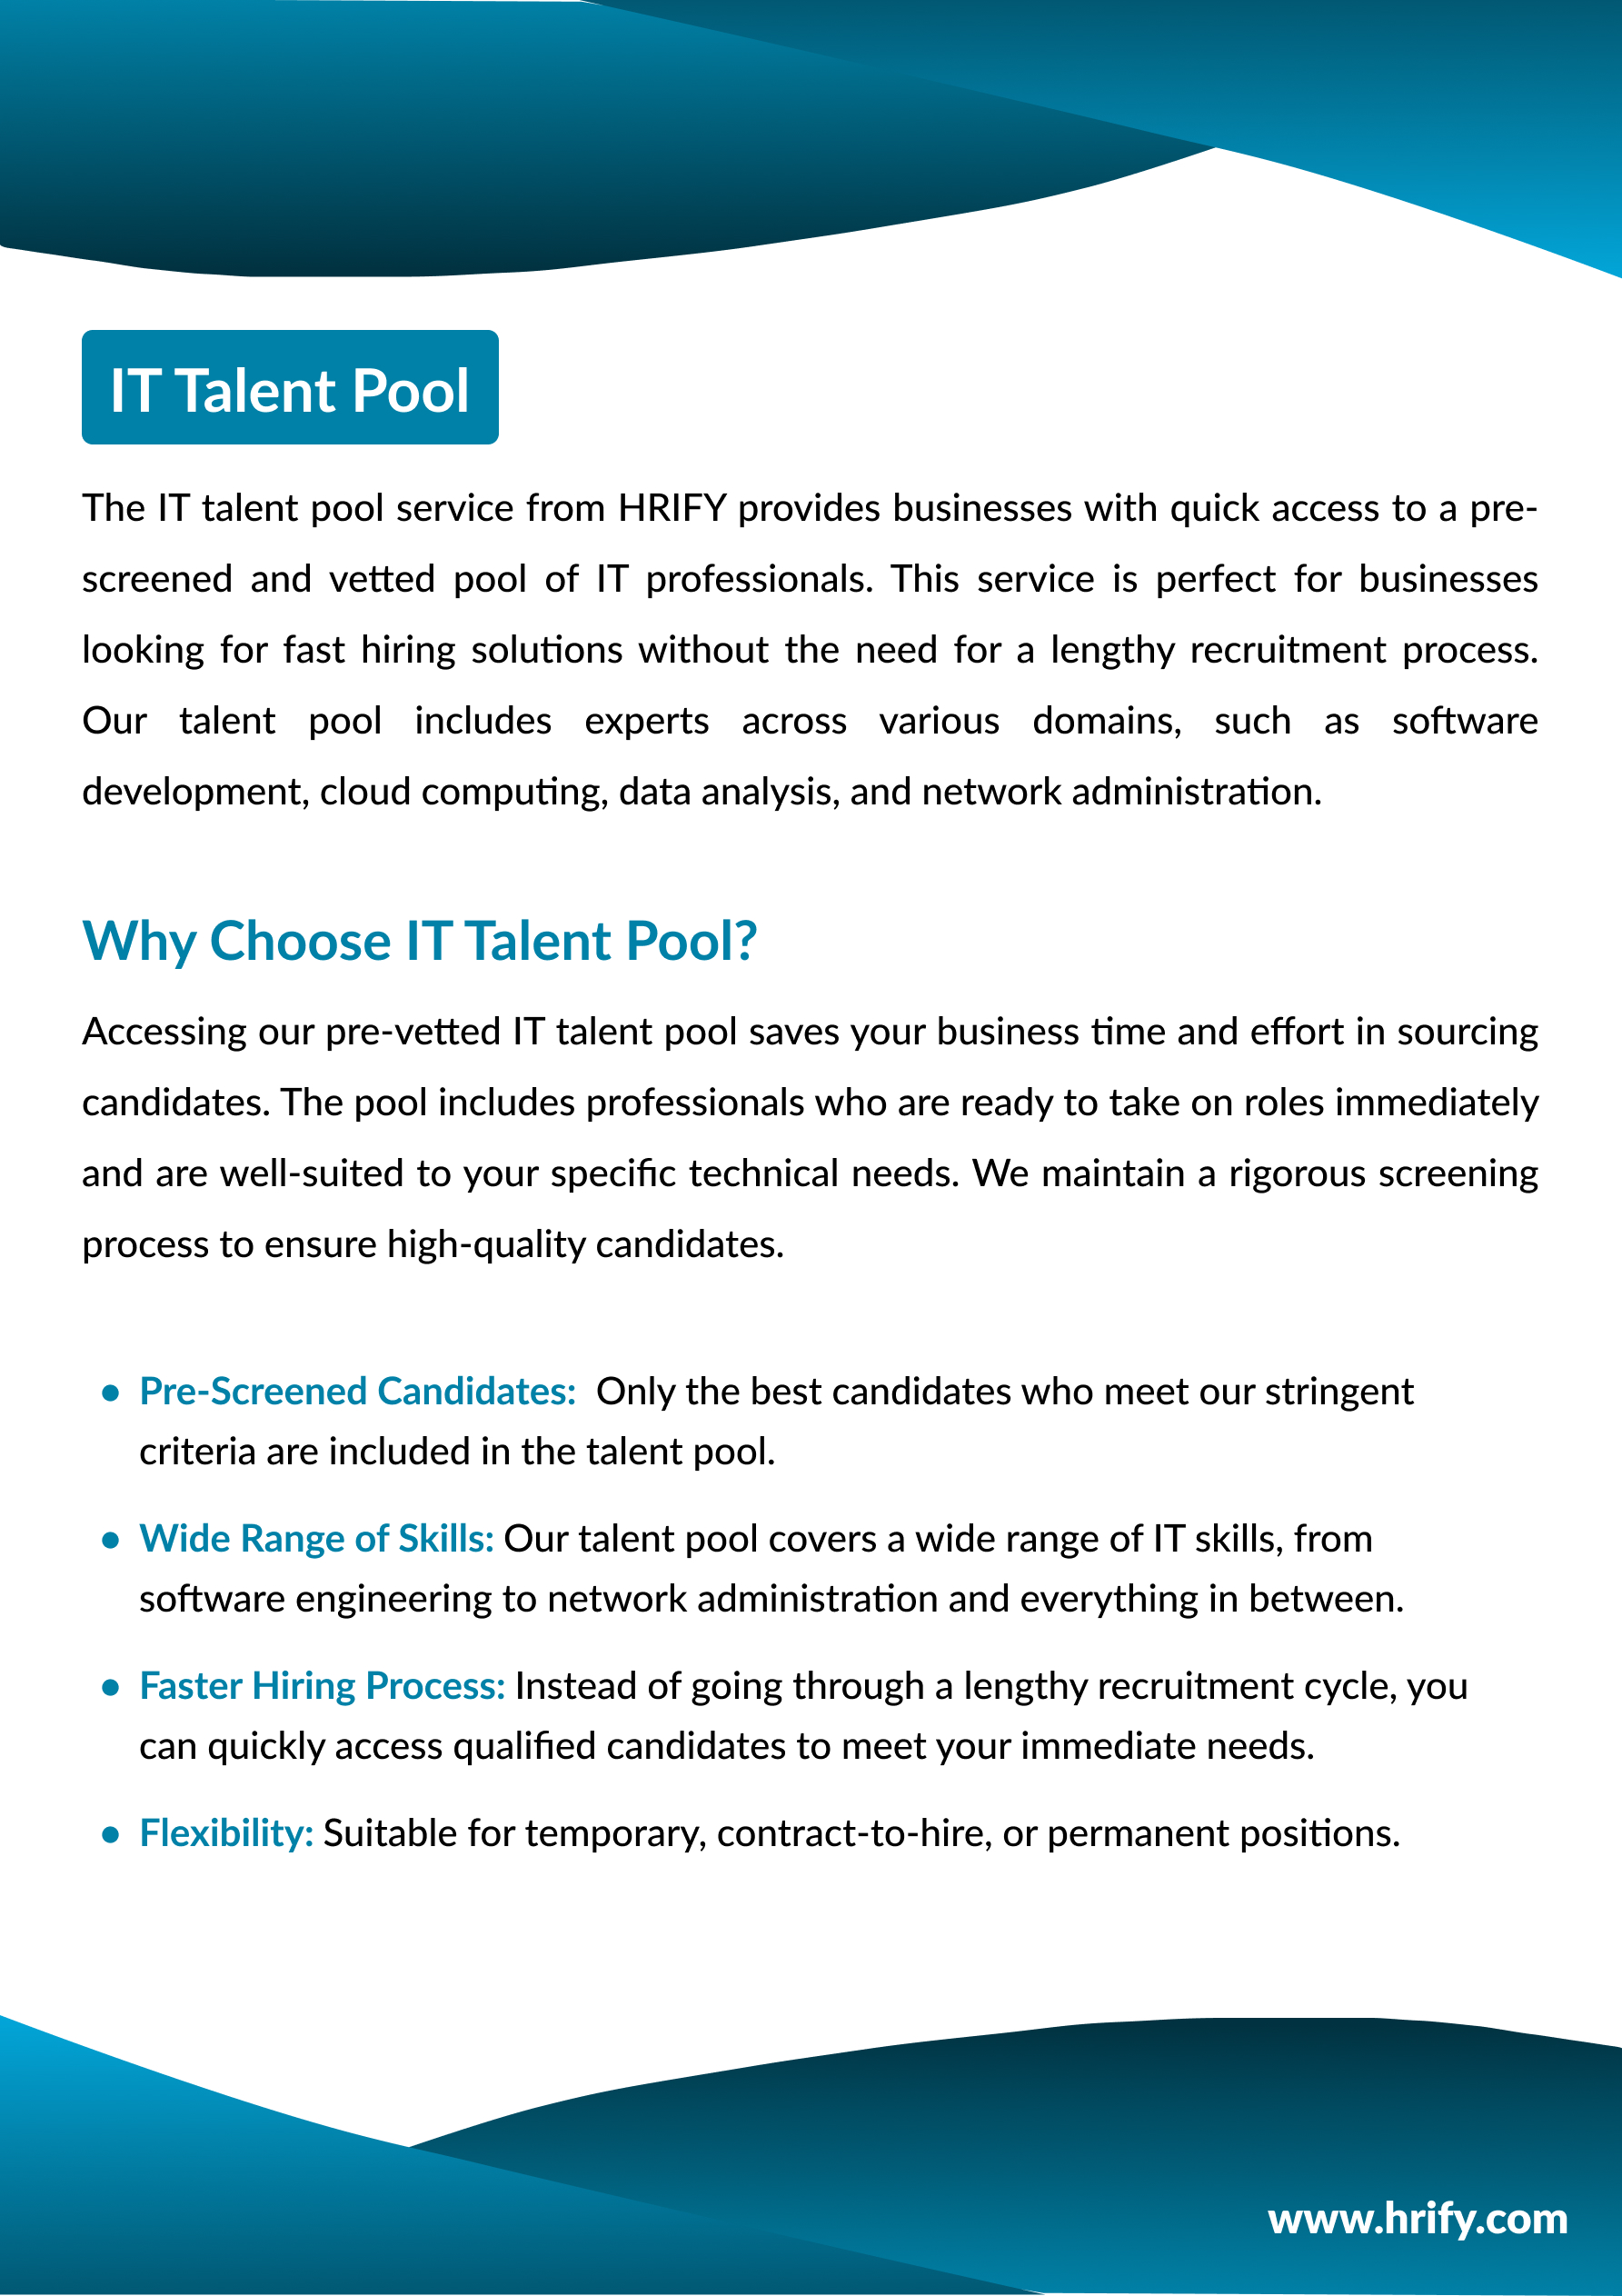 IT Talent Pool
The IT talent pool service from HRIFY provides businesses with quick access to a pre-
screened and vetted pool of IT professionals. This service is perfect for businesses
looking for fast hiring solutions without the need for a lengthy recruitment process.
Our talent pool includes experts across various domains, such as software
development, cloud computing, data analysis, and network administration.
Why Choose IT Talent Pool?
Accessing our pre-vetted IT talent pool saves your business time and effort in sourcing
candidates. The pool includes professionals who are ready to take on roles immediately
and are well-suited to your specific technical needs. We maintain a rigorous screening
process to ensure high-quality candidates.
• Pre-Screened Candidates: Only the best candidates who meet our stringent
criteria are included in the talent pool.
• Wide Range of Skills: Our talent pool covers a wide range of IT skills, from
software engineering to network administration and everything in between.
• Faster Hiring Process: Instead of going through a lengthy recruitment cycle, you
can quickly access qualified candidates to meet your immediate needs.
• Flexibility: Suitable for temporary, contract-to-hire, or permanent positions.
www.hrify.com